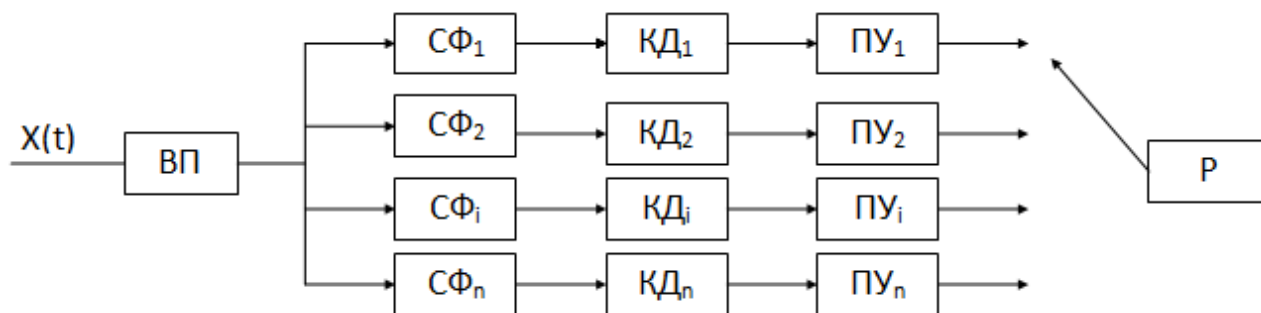 СФ₁ КД₁ ПУ₁
X(t) ВП СФ₂ КД₂ ПУ₂ Р
СФᵢ КДᵢ ПУᵢ
СФₙ КДₙ ПУₙ